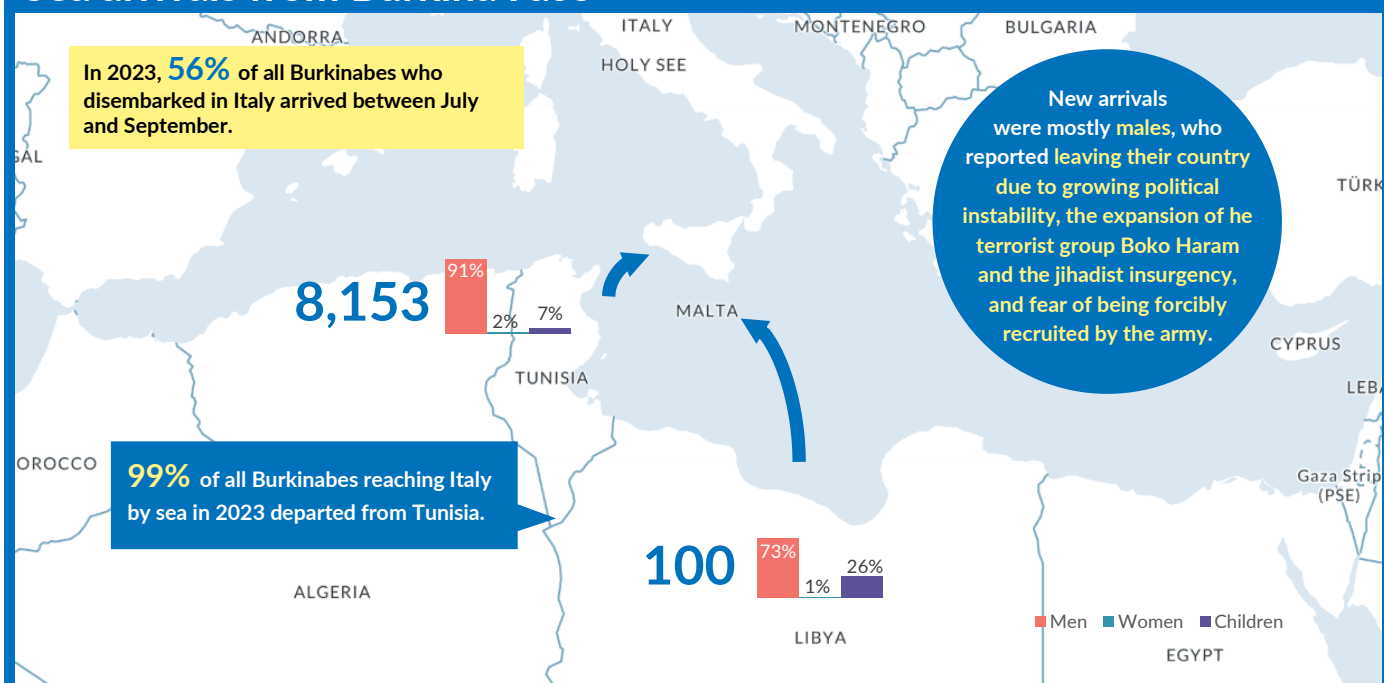 ANDORRA
ITALY
MONTENEGRO
BULGARIA
HOLY SEE
In 2023, 56% of all Burkinabes who
disembarked in Italy arrived between July
and September.
New arrivals
were mostly males, who
reported leaving their country
due to growing political
instability, the expansion of he
terrorist group Boko Haram
and the jihadist insurgency,
and fear of being forcibly
recruited by the army.
GAL
TÜRK
8,153
91%
2%
7%
MALTA
CYPRUS
TUNISIA
LEBA
OROCCO
99% of all Burkinabes reaching Italy
by sea in 2023 departed from Tunisia.
Gaza Strip
(PSE)
100
73%
1%
26%
ALGERIA
LIBYA
Men Women Children
EGYPT